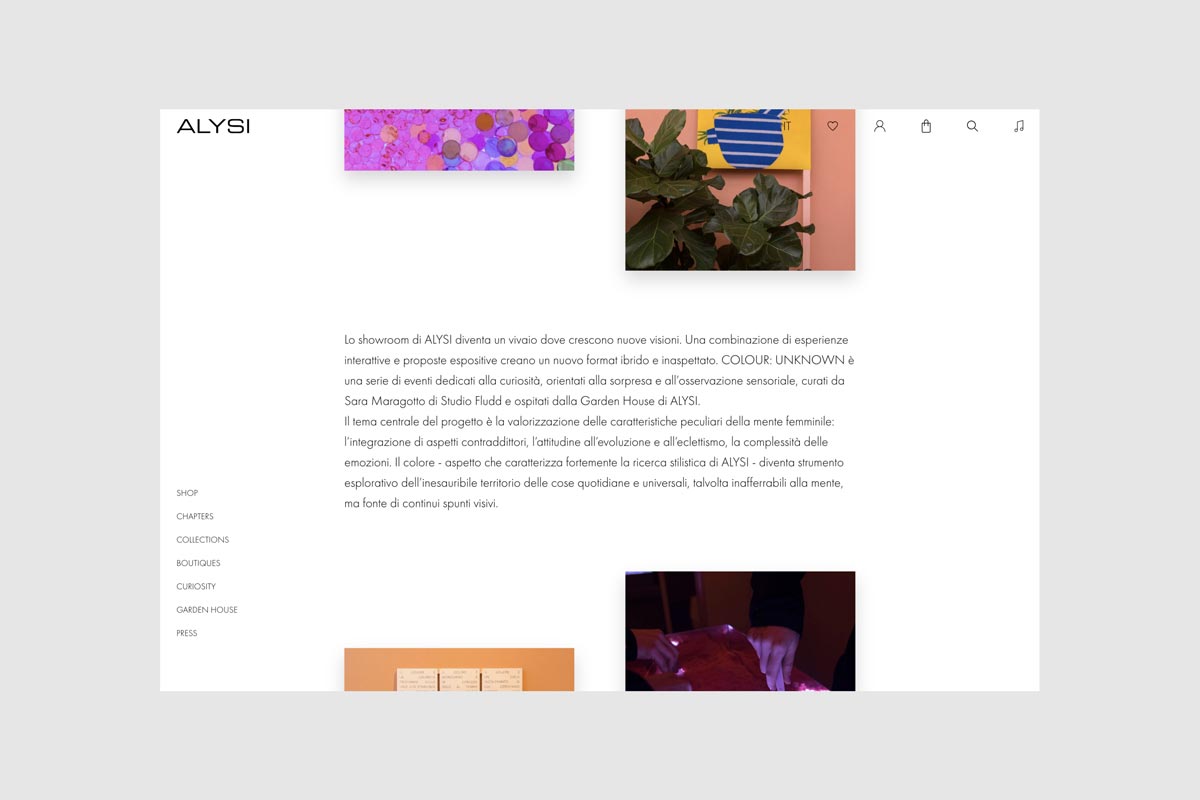 ALYSI
IT
Lo showroom di ALYSI diventa un vivaio dove crescono nuove visioni. Una combinazione di esperienze
interattive e proposte espositive creano un nuovo format ibrido e inaspettato. COLOUR: UNKNOWN è
una serie di eventi dedicati alla curiosità, orientati alla sorpresa e all’osservazione sensoriale, curati da
Sara Maragotto di Studio Fludd e ospitati dalla Garden House di ALYSI.
Il tema centrale del progetto è la valorizzazione delle caratteristiche peculiari della mente femminile:
l’integrazione di aspetti contraddittori, l’attitudine all’evoluzione e all’eclettismo, la complessità delle
emozioni. Il colore - aspetto che caratterizza fortemente la ricerca stilistica di ALYSI - diventa strumento
esplorativo dell’inesauribile territorio delle cose quotidiane e universali, talvolta inafferrabili alla mente,
ma fonte di continui spunti visivi.
SHOP
CHAPTERS
COLLECTIONS
BOUTIQUES
CURIOSITY
GARDEN HOUSE
PRESS